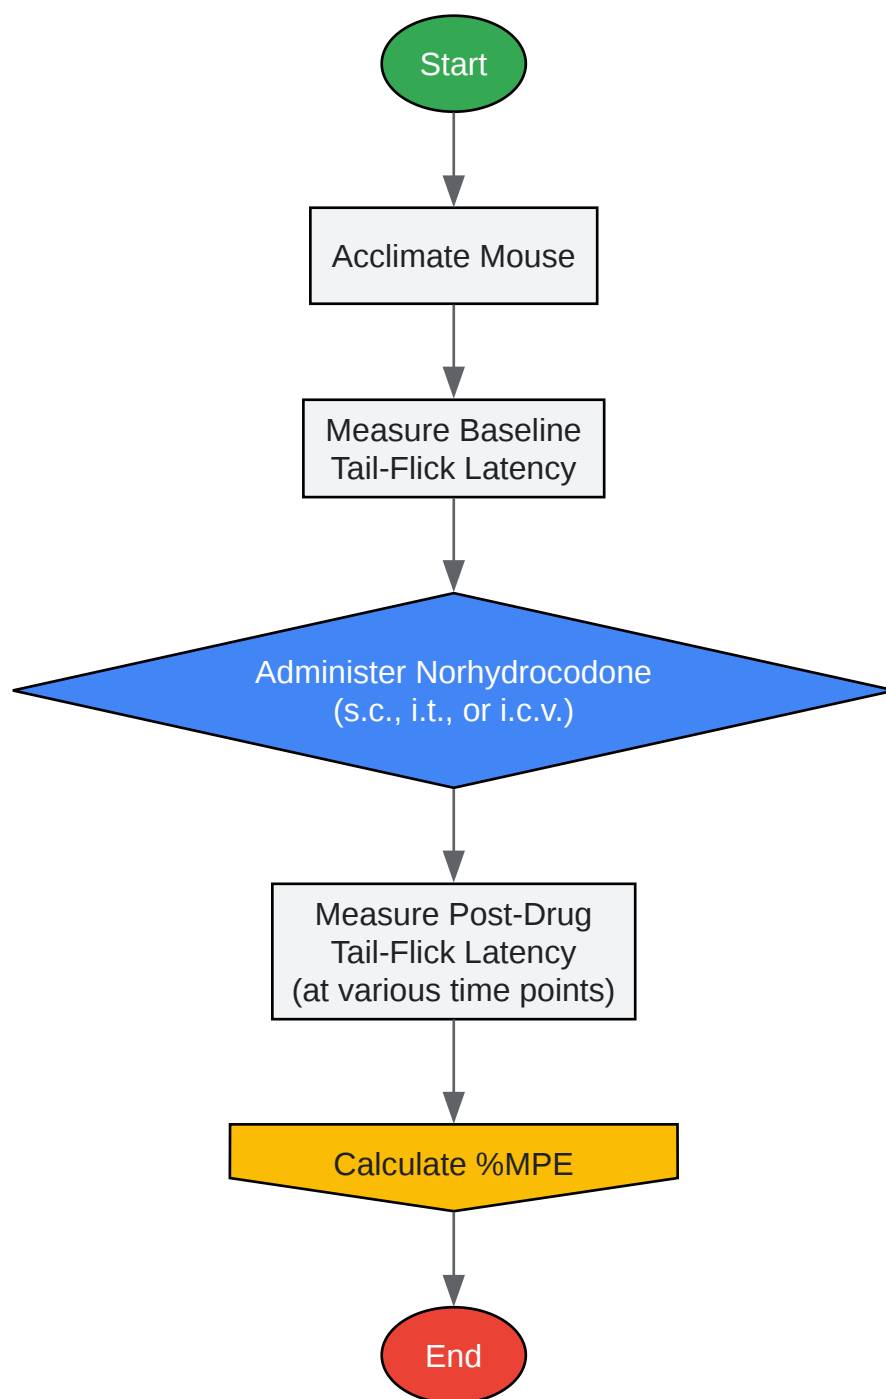 Start
Acclimate Mouse
Measure Baseline
Tail-Flick Latency
Administer Norhydrocodone
(s.c., i.t., or i.c.v.)
Measure Post-Drug
Tail-Flick Latency
(at various time points)
Calculate %MPE
End